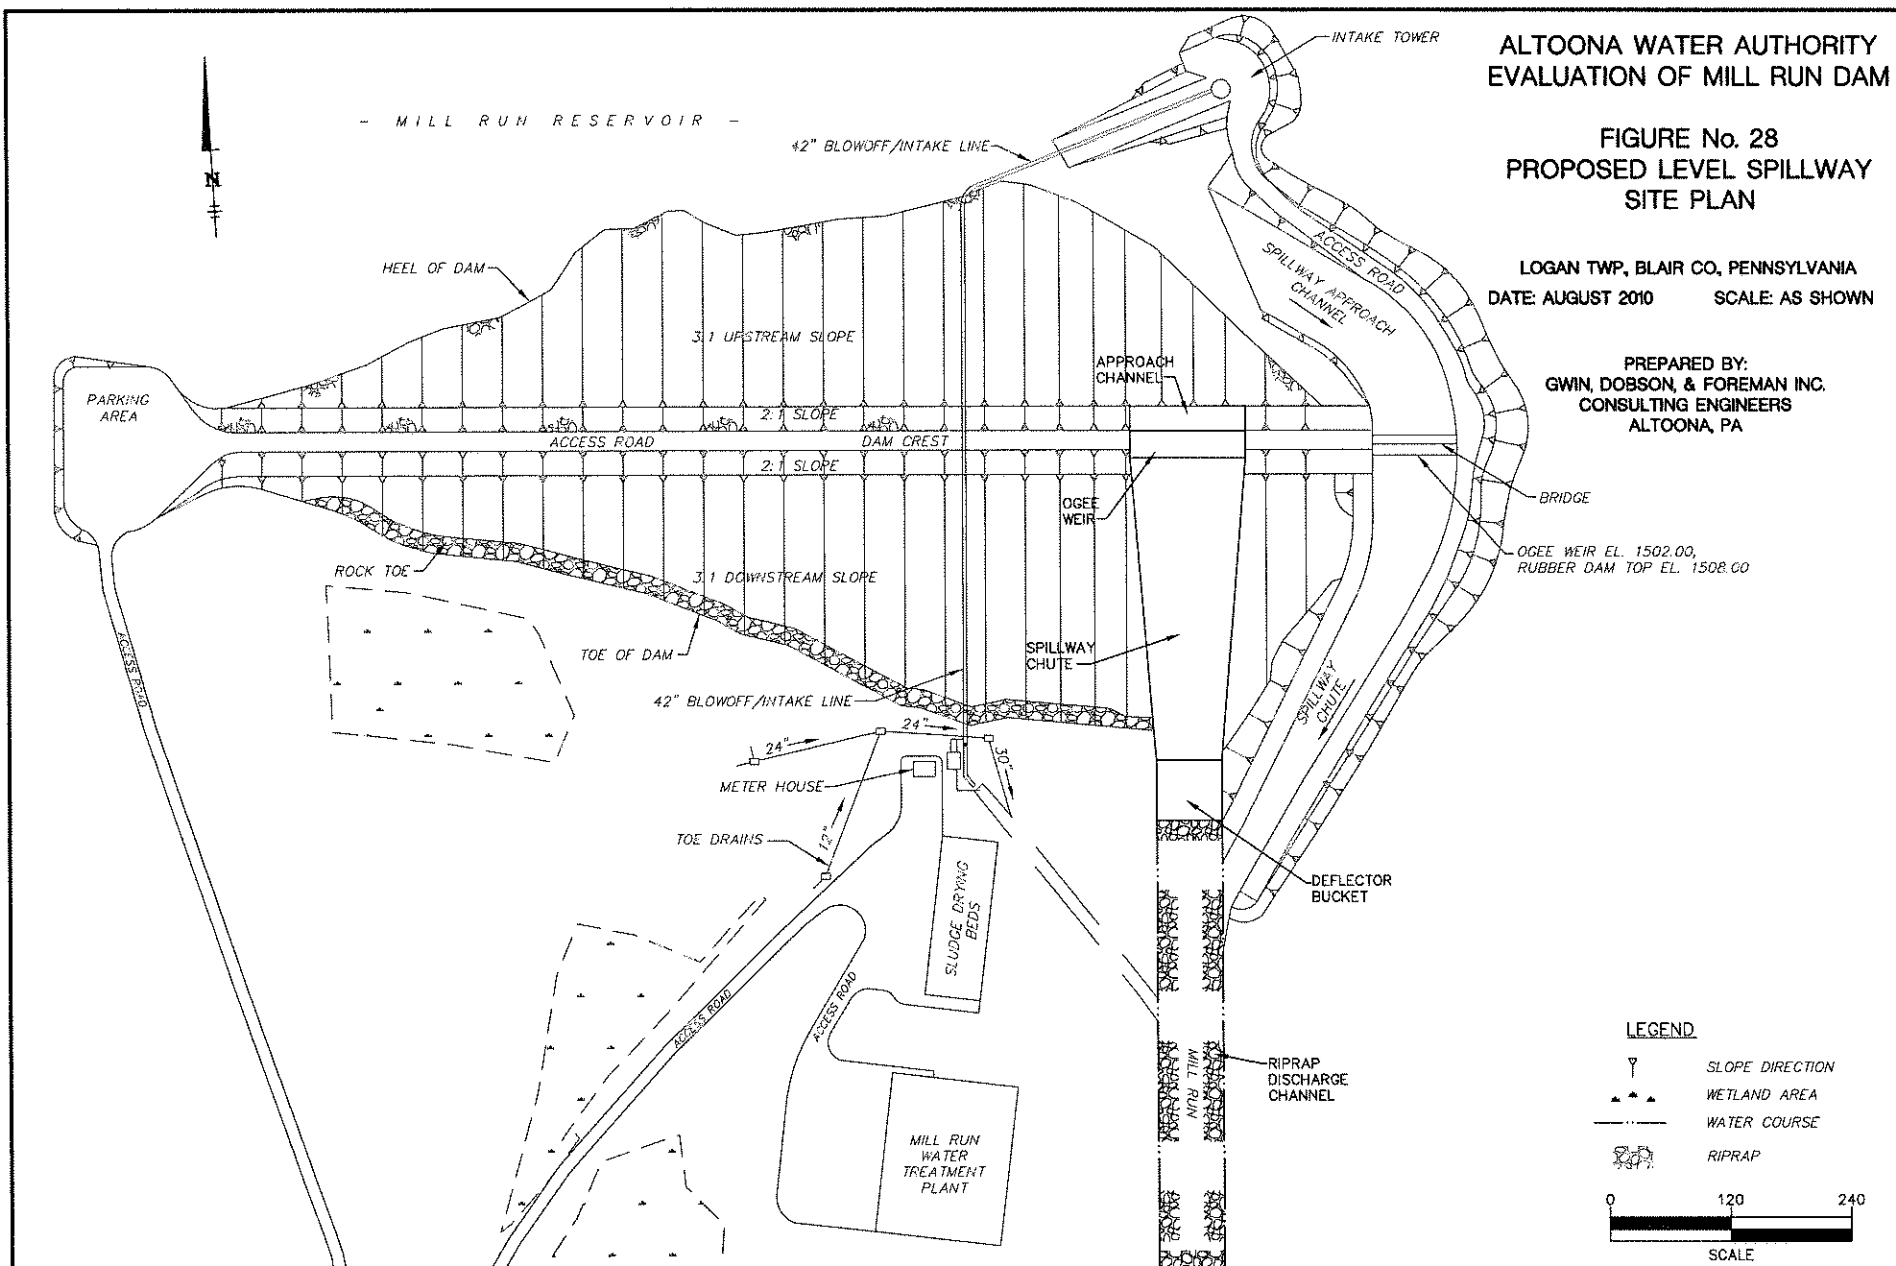 ALTOONA WATER AUTHORITY
EVALUATION OF MILL RUN DAM
FIGURE No. 28
PROPOSED LEVEL SPILLWAY
SITE PLAN
LOGAN TWP., BLAIR CO., PENNSYLVANIA
DATE: AUGUST 2010 SCALE: AS SHOWN
PREPARED BY:
GWIN, DOBSON, & FOREMAN INC.
CONSULTING ENGINEERS
ALTOONA, PA
INTAKE TOWER
- MILL RUN RESERVOIR -
42" BLOWOFF/INTAKE LINE
N
HEEL OF DAM
ACCESS ROAD
SPILLWAY APPROACH
CHANNEL
3:1 UPSTREAM SLOPE
APPROACH
CHANNEL
PARKING
AREA
2:1 SLOPE
ACCESS ROAD
DAM CREST
2:1 SLOPE
BRIDGE
OGEE
WEIR
OGEE WEIR EL. 1502.00,
RUBBER DAM TOP EL. 1508.00
ROCK TOE
3:1 DOWNSTREAM SLOPE
TOE OF DAM
SPILLWAY
CHUTE
SPILLWAY
CHUTE
ACCESS ROAD
42" BLOWOFF/INTAKE LINE
24"
24"
30"
METER HOUSE
12"
TOE DRAINS
SLUDGE DRYING
BEDS
DEFLECTOR
BUCKET
ACCESS ROAD
ACCESS ROAD
MILL RUN
RIPRAP
DISCHARGE
CHANNEL
MILL RUN
WATER
TREATMENT
PLANT
LEGEND
SLOPE DIRECTION
WETLAND AREA
WATER COURSE
RIPRAP
0 120 240
SCALE